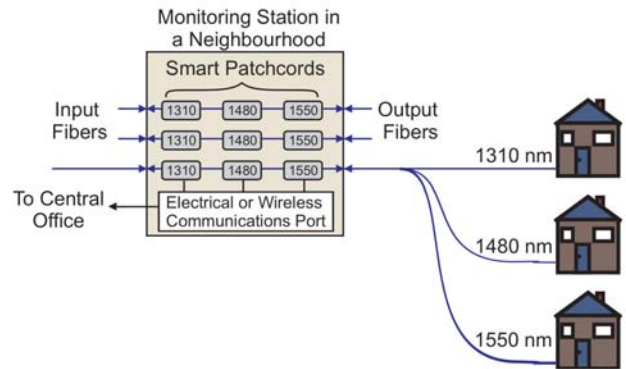 Monitoring Station in
a Neighbourhood
Smart Patchcords
Input
Fibers
1310 1480 1550
Output
Fibers
1310 1480 1550
1310 1480 1550
1310 nm
To Central
Office
Electrical or Wireless
Communications Port
1480 nm
1550 nm